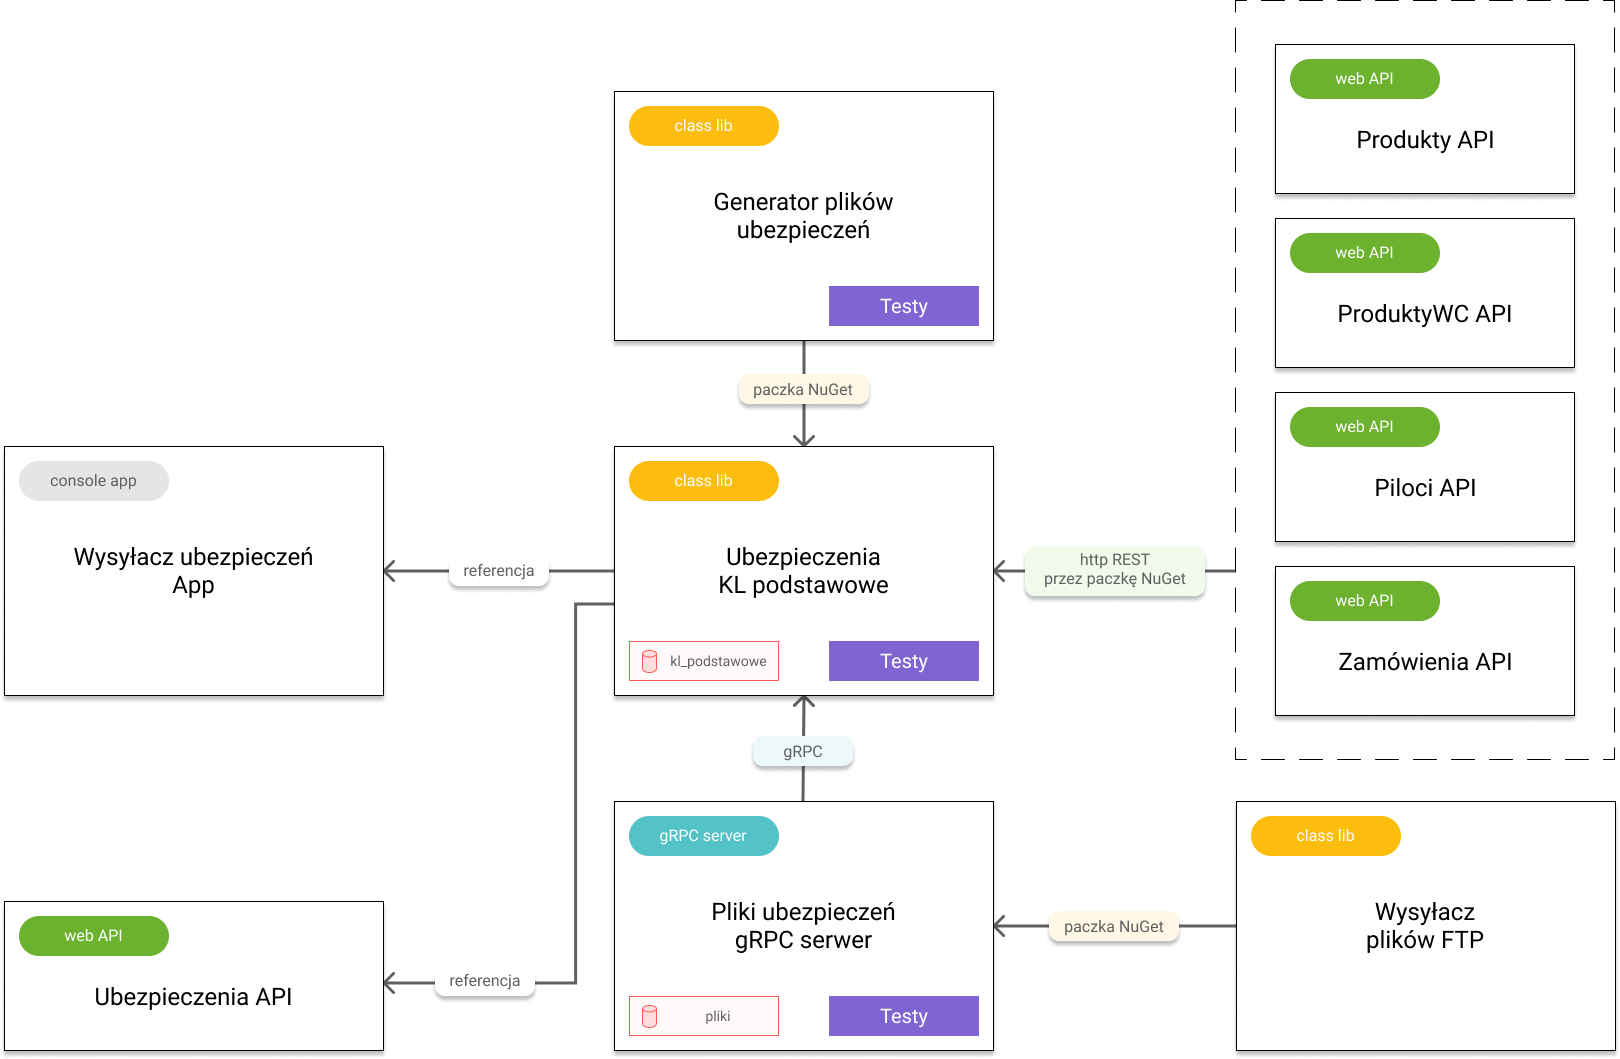 web API
Produkty API
class lib
Generator plików
ubezpieczeń
Testy
web API
ProduktyWC API
paczka NuGet
web API
Piloci API
console app
Wysyłacz ubezpieczeń
App
referencja
class lib
Ubezpieczenia
KL podstawowe
kl_podstawowe
Testy
http REST
przez paczkę NuGet
web API
Zamówienia API
gRPC
gRPC server
Pliki ubezpieczeń
gRPC serwer
pliki
Testy
paczka NuGet
class lib
Wysyłacz
plików FTP
web API
Ubezpieczenia API
referencja